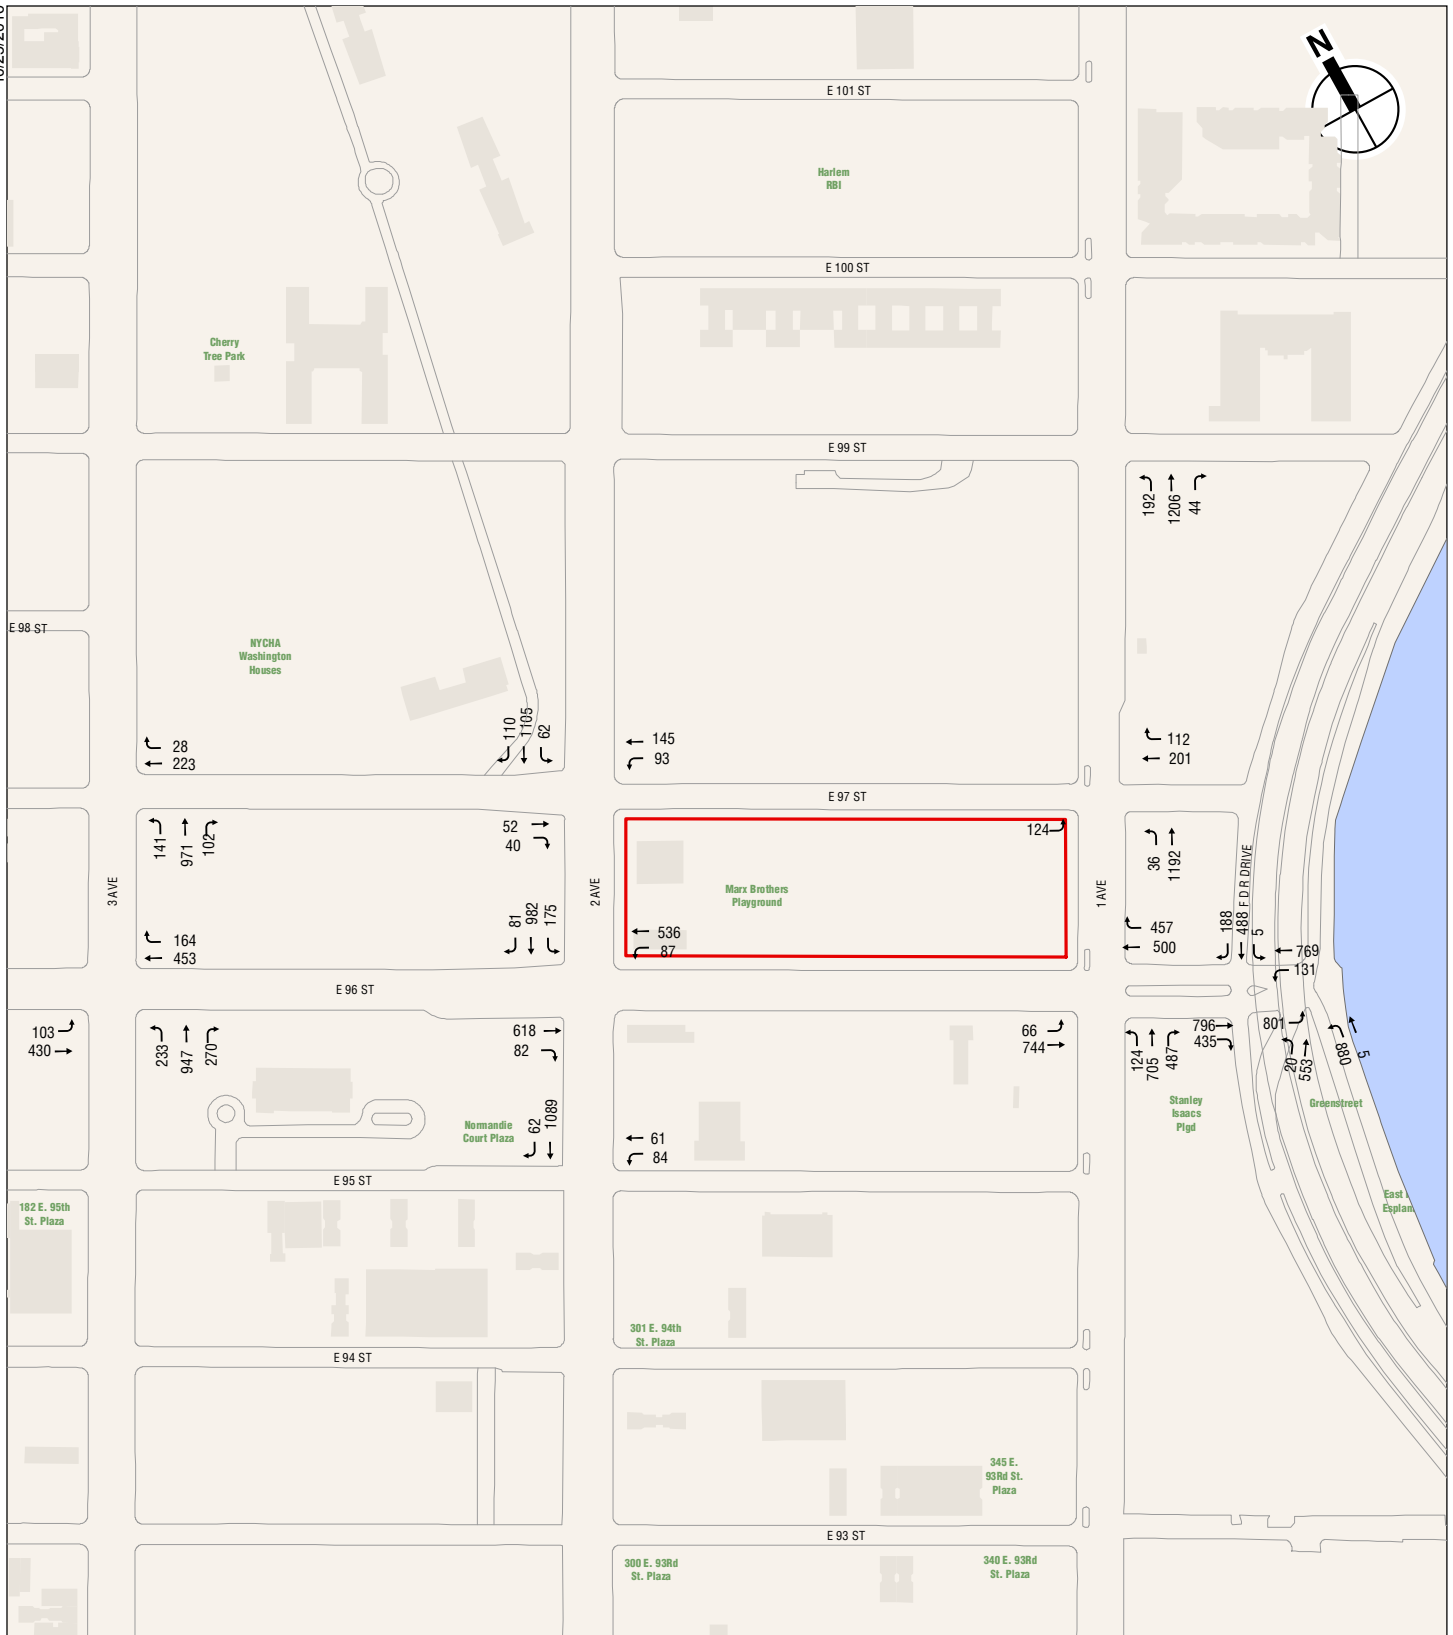 N
E 101 ST
Harlem
RBI
E 100 ST
Cherry
Tree Park
E 99 ST
192
1206
44
E 98 ST
NYCHA
Washington
Houses
110
1105
62
28
223
145
93
112
201
E 97 ST
141
971
102
52
40
124
36
1192
3 AVE
2 AVE
Marx Brothers
Playground
1 AVE
F D R DRIVE
164
453
81
982
175
536
87
457
500
188
488
5
769
131
E 96 ST
103
430
233
947
270
618
82
66
744
124
705
487
796
435
801
20
553
880
5
Stanley
Isaacs
Plgd
Greenstreet
Normandie
Court Plaza
62
1089
61
84
E 95 ST
182 E. 95th
St. Plaza
East
Esplan
301 E. 94th
St. Plaza
E 94 ST
345 E.
93Rd St.
Plaza
E 93 ST
300 E. 93Rd
St. Plaza
340 E. 93Rd
St. Plaza